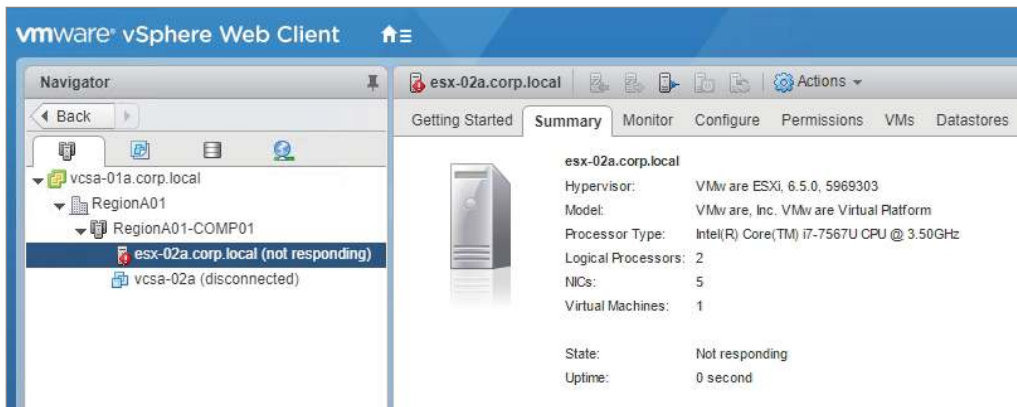 vmware® vSphere Web Client
Navigator
Back
vcsa-01a.corp.local
RegionA01
RegionA01-COMP01
esx-02a.corp.local (not responding)
vcsa-02a (disconnected)
esx-02a.corp.local Actions
Getting Started Summary Monitor Configure Permissions VMs Datastores
esx-02a.corp.local
Hypervisor: VMware ESXi, 6.5.0, 5969303
Model: VMware, Inc. VMware Virtual Platform
Processor Type: Intel(R) Core(TM) i7-7567U CPU @ 3.50GHz
Logical Processors: 2
NICs: 5
Virtual Machines: 1
State: Not responding
Uptime: 0 second